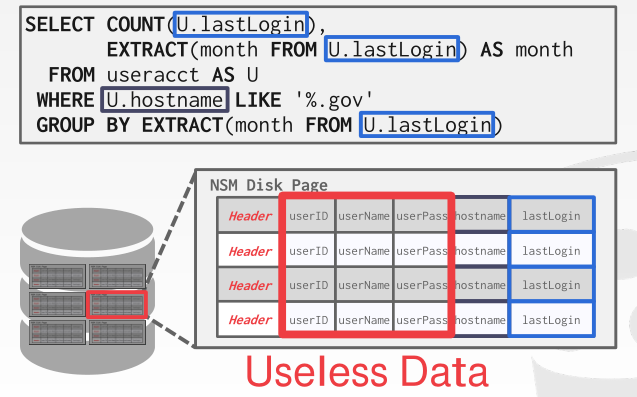 SELECT COUNT(U.lastLogin),
EXTRACT(month FROM U.lastLogin) AS month
FROM useracct AS U
WHERE U.hostname LIKE '%.gov'
GROUP BY EXTRACT(month FROM U.lastLogin)
NSM Disk Page
Header userID userName userPass hostname lastLogin
Header userID userName userPass hostname lastLogin
Header userID userName userPass hostname lastLogin
Header userID userName userPass hostname lastLogin
Useless Data